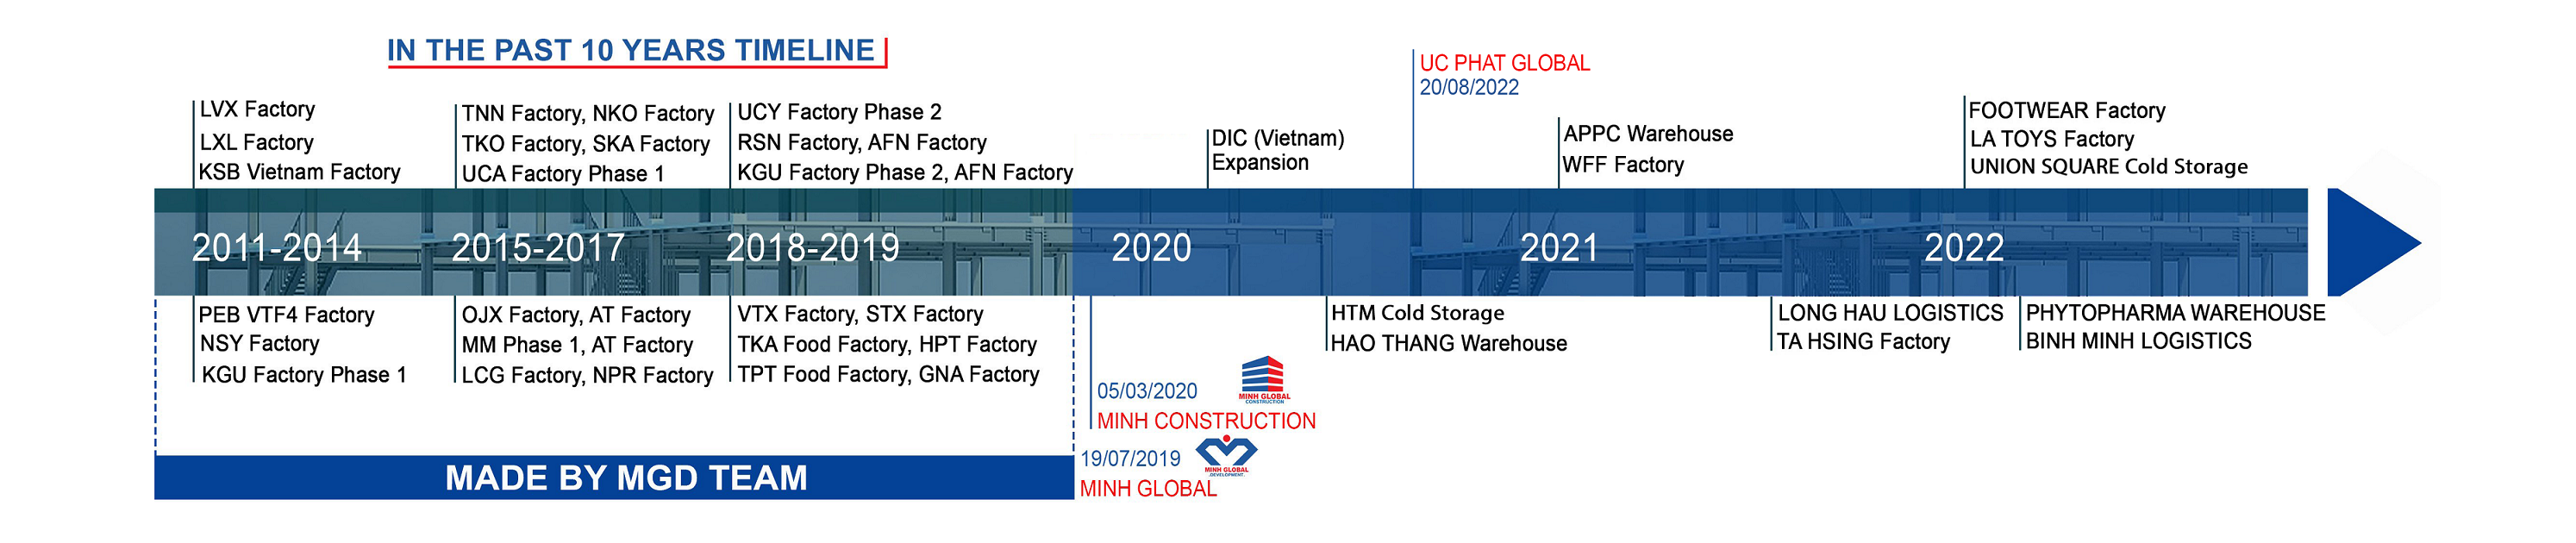 IN THE PAST 10 YEARS TIMELINE
LVX Factory
LXL Factory
KSB Vietnam Factory
TNN Factory, NKO Factory
TKO Factory, SKA Factory
UCA Factory Phase 1
UCY Factory Phase 2
RSN Factory, AFN Factory
KGU Factory Phase 2, AFN Factory
DIC (Vietnam)
Expansion
UC PHAT GLOBAL
20/08/2022
APPC Warehouse
WFF Factory
FOOTWEAR Factory
LA TOYS Factory
UNION SQUARE Cold Storage
2011-2014
2015-2017
2018-2019
2020
2021
2022
PEB VTF4 Factory
NSY Factory
KGU Factory Phase 1
OJX Factory, AT Factory
MM Phase 1, AT Factory
LCG Factory, NPR Factory
VTX Factory, STX Factory
TKA Food Factory, HPT Factory
TPT Food Factory, GNA Factory
HTM Cold Storage
HAO THANG Warehouse
LONG HAU LOGISTICS
TA HSING Factory
PHYTOPHARMA WAREHOUSE
BINH MINH LOGISTICS
05/03/2020
MINH GLOBAL
CONSTRUCTION
MINH CONSTRUCTION
19/07/2019
MINH GLOBAL
DEVELOPMENT
MINH GLOBAL
MADE BY MGD TEAM